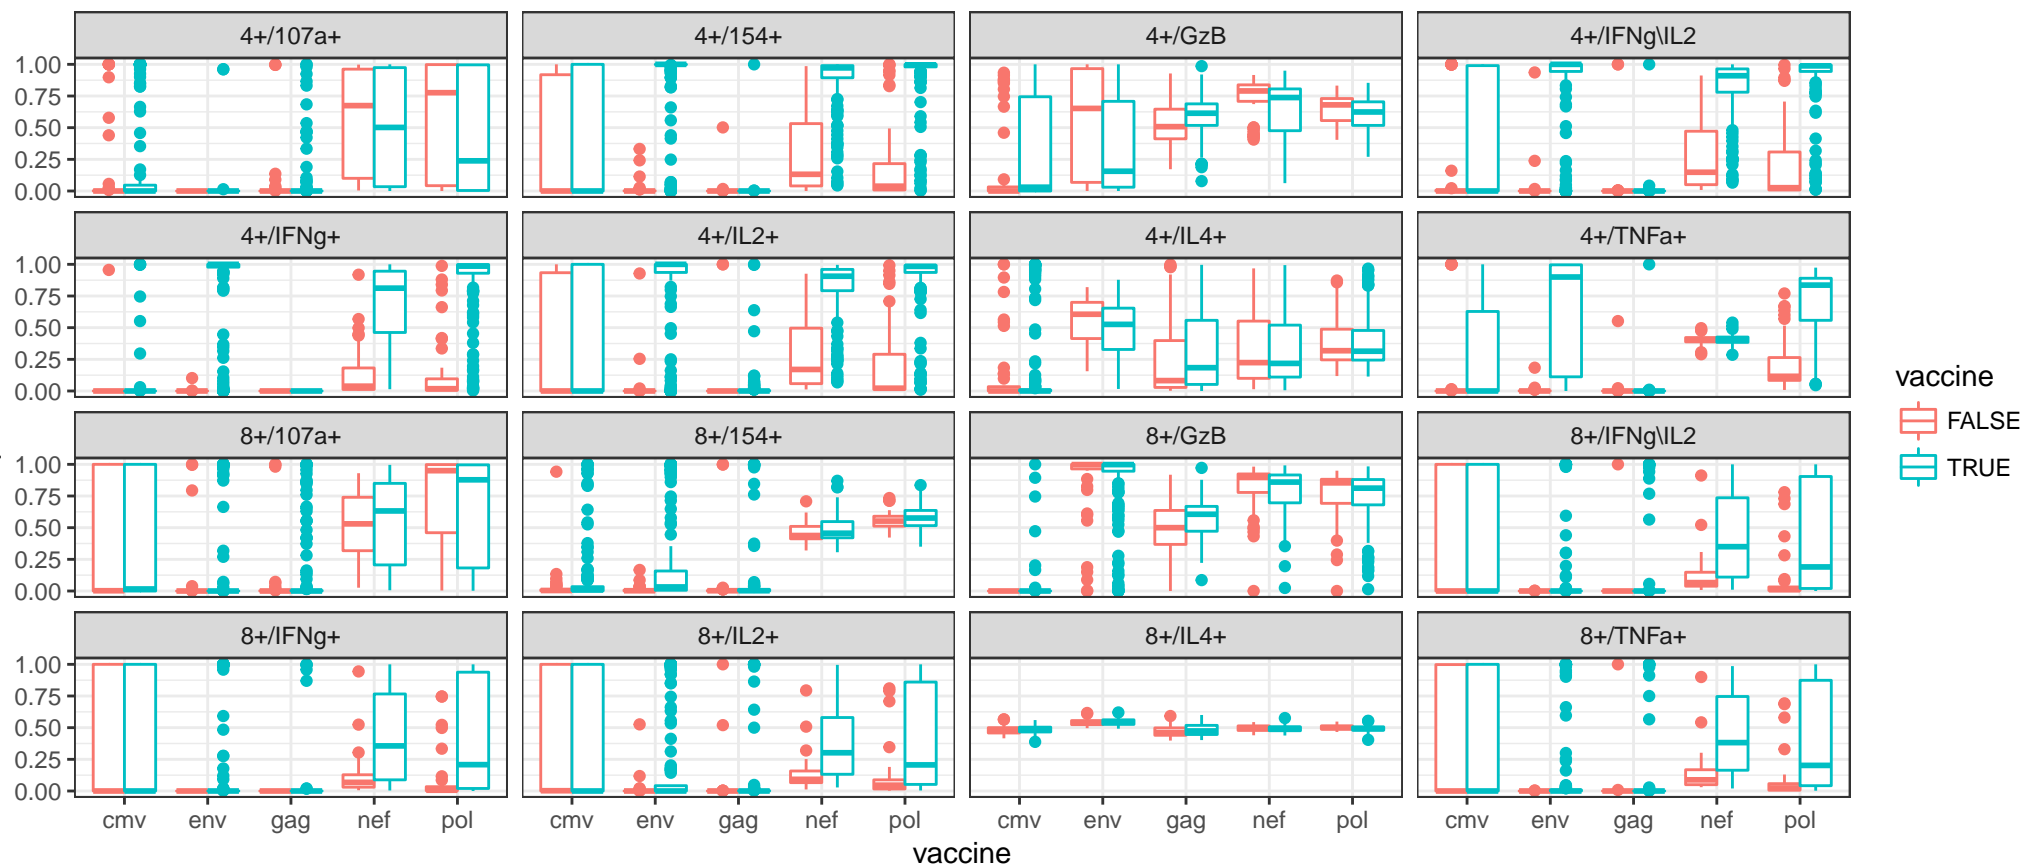 4+/107a+ 4+/154+ 4+/GzB 4+/IFNg\IL2
1.00
0.75
0.50
0.25
0.00
4+/IFNg+ 4+/IL2+ 4+/IL4+ 4+/TNFa+
1.00
0.75
0.50
0.25
0.00
8+/107a+ 8+/154+ 8+/GzB 8+/IFNg\IL2
1.00
0.75
0.50
0.25
0.00
8+/IFNg+ 8+/IL2+ 8+/IL4+ 8+/TNFa+
1.00
0.75
0.50
0.25
0.00
cmv env gag nef pol cmv env gag nef pol cmv env gag nef pol cmv env gag nef pol
vaccine
vaccine
FALSE
TRUE